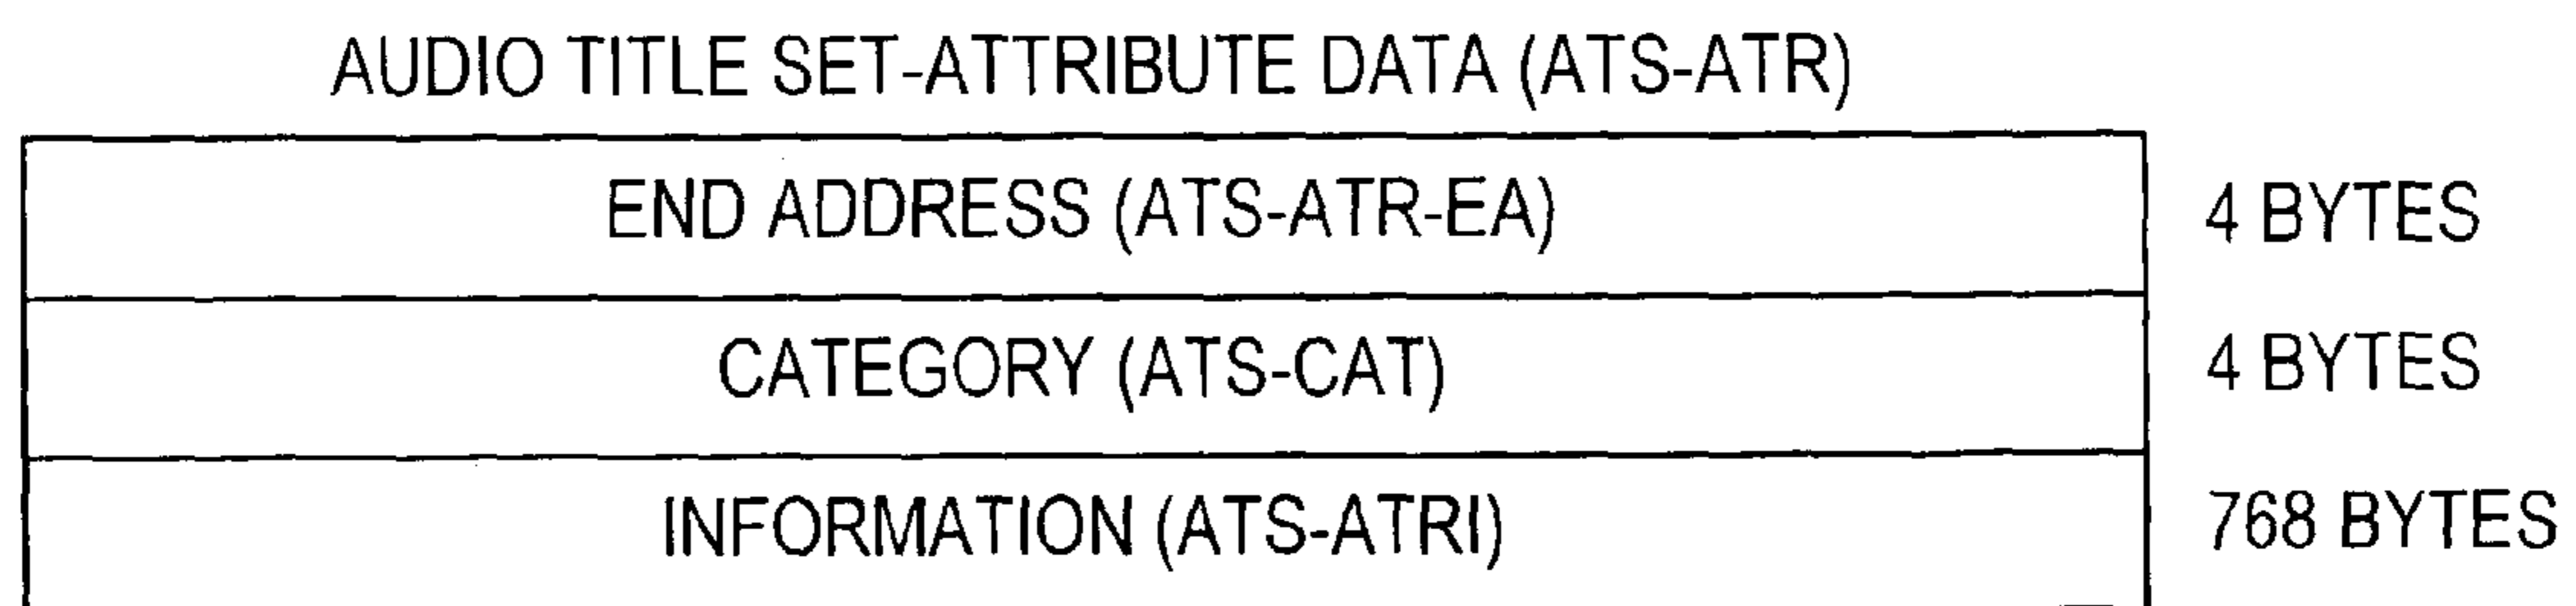 AUDIO TITLE SET-ATTRIBUTE DATA (ATS-ATR)
END ADDRESS (ATS-ATR-EA) 4 BYTES
CATEGORY (ATS-CAT) 4 BYTES
INFORMATION (ATS-ATRI) 768 BYTES